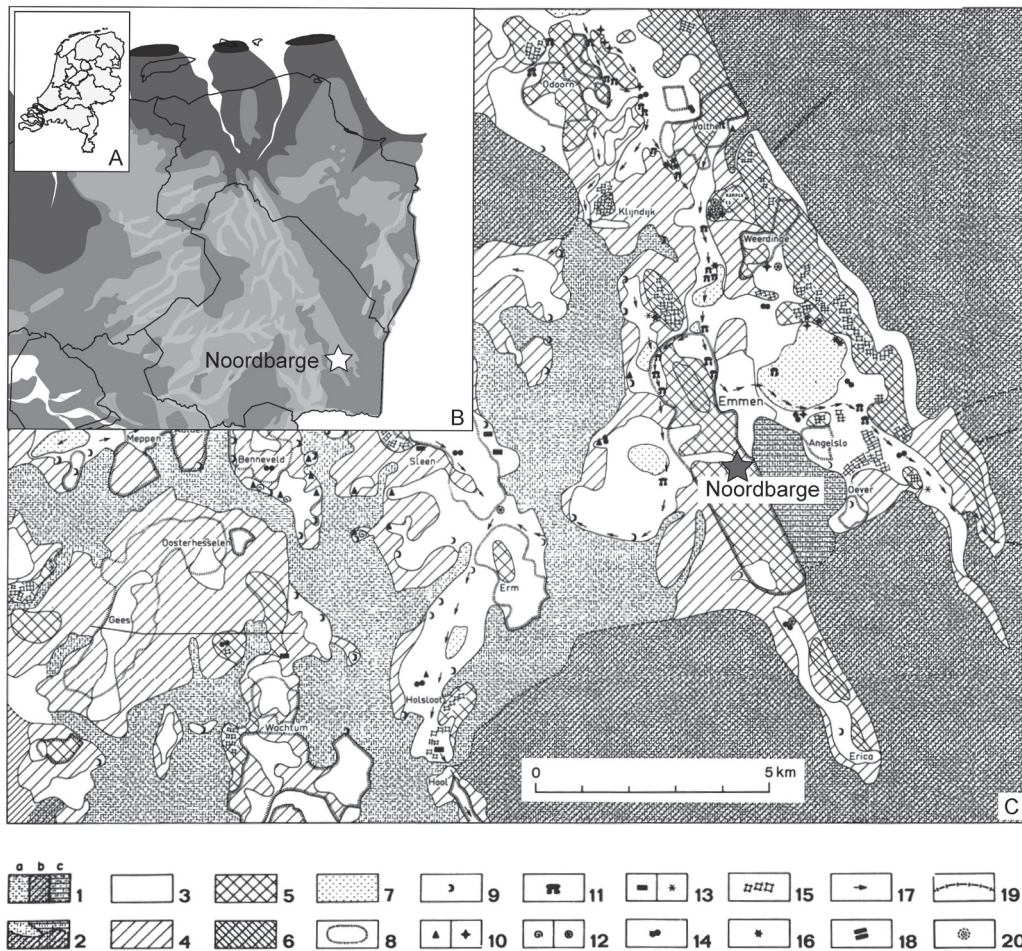 A
Noordbarge
B
Odoorn
Valthe
Klijndijk
Weerdinge
Emmen
Angelslo
Noordbarge
Oever
Meppen
Benneveld
Sleen
Oosterhesselen
Erm
Gees
Holsloot
Wachtum
Hool
Erica
0 5 km
C
a b c
1 3 5 7 9 11 13 15 17 19
2 4 6 8 10 12 14 16 18 20